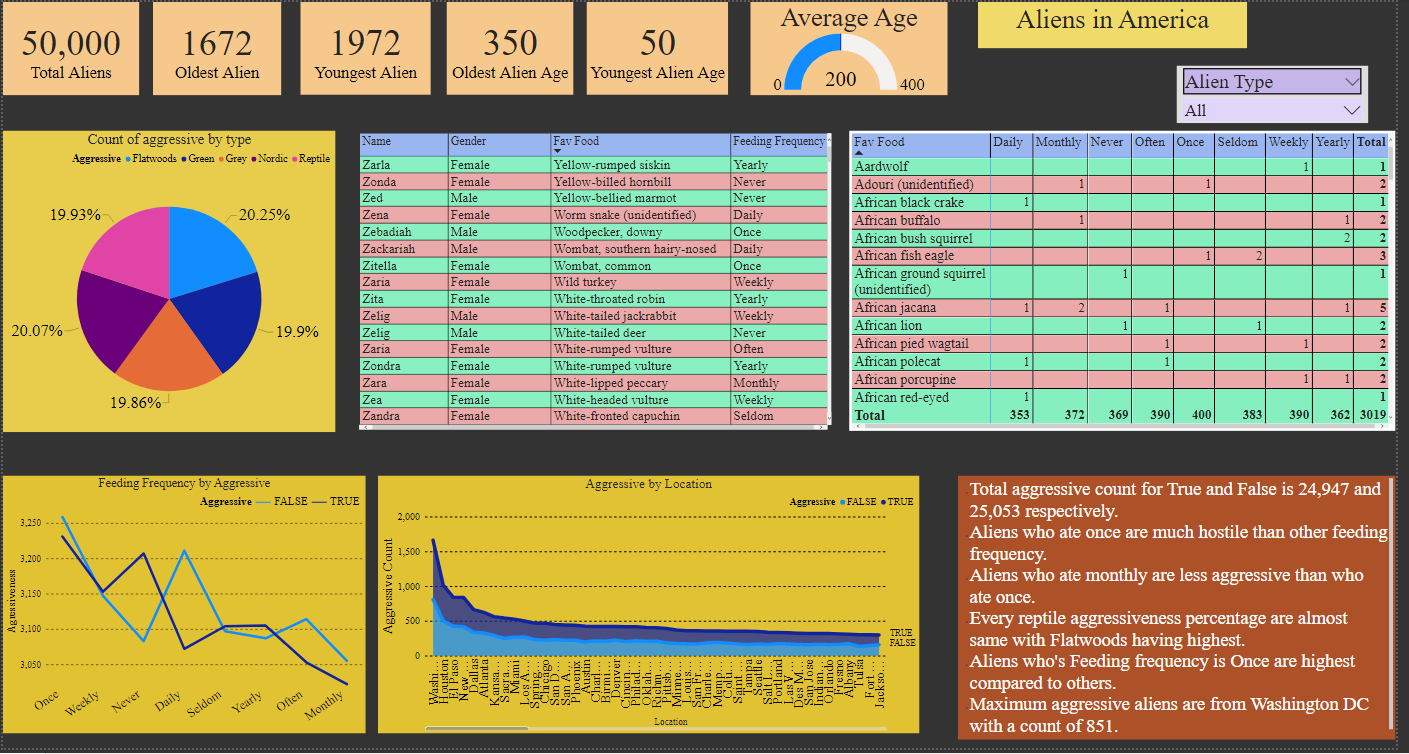 50,000
Total Aliens
1672
Oldest Alien
1972
Youngest Alien
350
Oldest Alien Age
50
Youngest Alien Age
Average Age
0
200
400
Aliens in America
Alien Type
All
Count of aggressive by type
Aggressive Flatwoods Green Grey Nordic Reptile
19.93%
20.25%
20.07%
19.9%
19.86%
Name Gender Fav Food Feeding Frequency
Zarla Female Yellow-rumped siskin Yearly
Zonda Female Yellow-billed hornbill Never
Zed Male Yellow-bellied marmot Never
Zena Female Worm snake (unidentified) Daily
Zebadiah Male Woodpecker, downy Once
Zackariah Male Wombat, southern hairy-nosed Daily
Zitella Female Wombat, common Once
Zaria Female Wild turkey Weekly
Zita Female White-throated robin Yearly
Zelig Male White-tailed jackrabbit Weekly
Zelig Male White-tailed deer Never
Zaria Female White-rumped vulture Often
Zondra Female White-rumped vulture Yearly
Zara Female White-lipped peccary Monthly
Zea Female White-headed vulture Weekly
Zandra Female White-fronted capuchin Seldom
Fav Food Daily Monthly Never Often Once Seldom Weekly Yearly Total
Aardwolf 1 1
Adouri (unidentified) 1 1 2
African black crake 1 1
African buffalo 1 1 2
African bush squirrel 2 2
African fish eagle 1 2 3
African ground squirrel 1 1
(unidentified)
African jacana 1 2 1 1 5
African lion 1 1 2
African pied wagtail 1 1 2
African polecat 1 1 2
African porcupine 1 1 2
African red-eyed 1 1
Total 353 372 369 390 400 383 390 362 3019
Feeding Frequency by Aggressive
Aggressive FALSE TRUE
Agressiveness
3,250
3,200
3,150
3,100
3,050
Once Weekly Never Daily Seldom Yearly Often Monthly
Aggressive by Location
Aggressive FALSE TRUE
Aggressive Count
2,000
1,500
1,000
500
0
TRUE
FALSE
Washi... Houston El Paso New ... Dallas Atlanta Kansa... Sacra... Miami Los A... Spring... Chicago San D... San A... Phoenix Austin Charl... Birmi... Denver Cincin... Philad... Oklah... Richm... Pittsb... Minne... Louis... San Fr... Charle... Memp... Colu... Saint... Tampa Seattle Salt L... Portland Las V... Des M... San Jose Indian... Orlando Fresno Albany Tulsa Fort ... Jackso...
Location
Total aggressive count for True and False is 24,947 and
25,053 respectively.
Aliens who ate once are much hostile than other feeding
frequency.
Aliens who ate monthly are less aggressive than who
ate once.
Every reptile aggressiveness percentage are almost
same with Flatwoods having highest.
Aliens who's Feeding frequency is Once are highest
compared to others.
Maximum aggressive aliens are from Washington DC
with a count of 851.